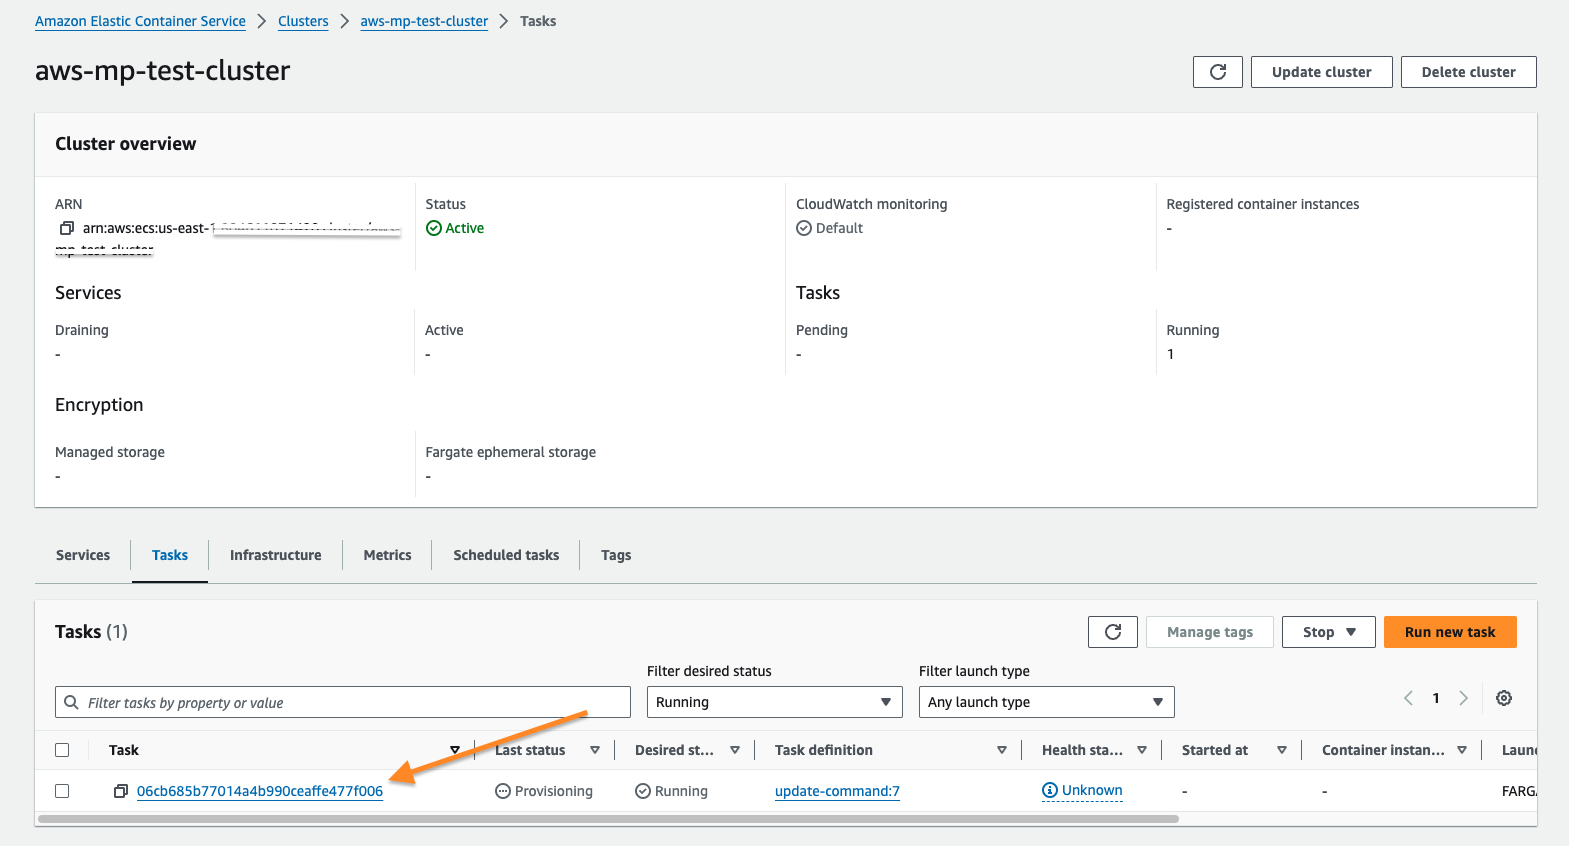 Amazon Elastic Container Service > Clusters > aws-mp-test-cluster > Tasks
aws-mp-test-cluster
Update cluster
Delete cluster
Cluster overview
ARN
arn:aws:ecs:us-east-
mp-test-cluster
Status
Active
CloudWatch monitoring
Default
Registered container instances
-
Services
Tasks
Draining
-
Active
-
Pending
-
Running
1
Encryption
Managed storage
-
Fargate ephemeral storage
-
Services Tasks Infrastructure Metrics Scheduled tasks Tags
Tasks (1)
Manage tags
Stop
Run new task
Filter desired status
Filter launch type
Filter tasks by property or value
Running
Any launch type
1
Task Last status Desired st... Task definition Health sta... Started at Container instan... Laun
06cb685b77014a4b990ceaffe477f006 Provisioning Running update-command:7 Unknown - - FARGA